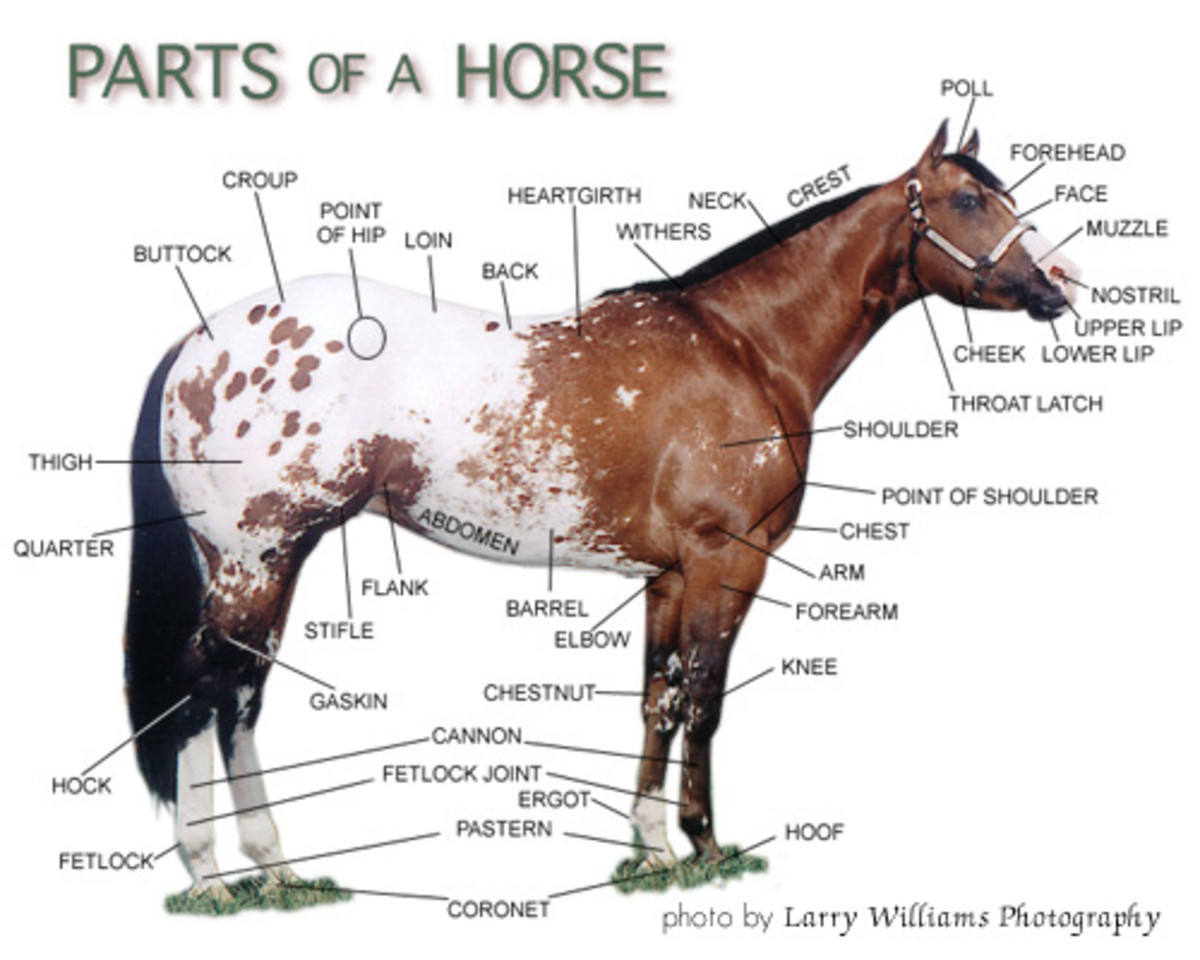 PARTS OF A HORSE
POLL
FOREHEAD
CROUP
CREST
FACE
HEARTGIRTH
NECK
POINT
OF HIP
MUZZLE
WITHERS
LOIN
BUTTOCK
BACK
NOSTRIL
UPPER LIP
CHEEK
LOWER LIP
THROAT LATCH
SHOULDER
THIGH
POINT OF SHOULDER
ABDOMEN
CHEST
QUARTER
ARM
FLANK
BARREL
FOREARM
STIFLE
ELBOW
KNEE
CHESTNUT
GASKIN
CANNON
FETLOCK JOINT
HOCK
ERGOT
PASTERN
HOOF
FETLOCK
CORONET
photo by Larry Williams Photography